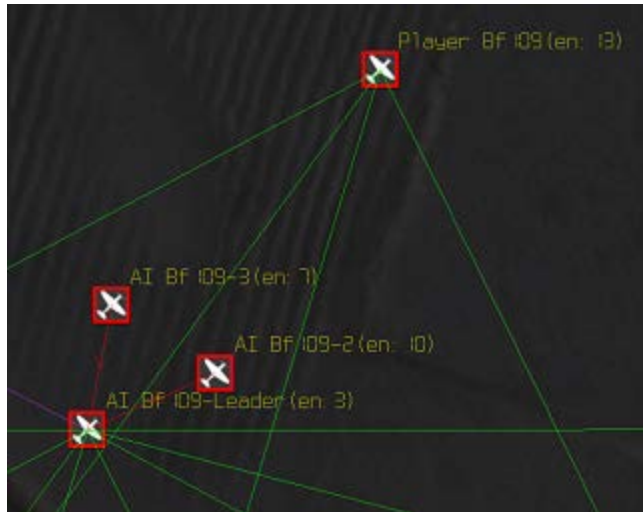 Player Bf 109 (en: 13)
AI Bf 109-3 (en: 7)
AI Bf 109-2 (en: 10)
AI Bf 109-Leader (en: 3)